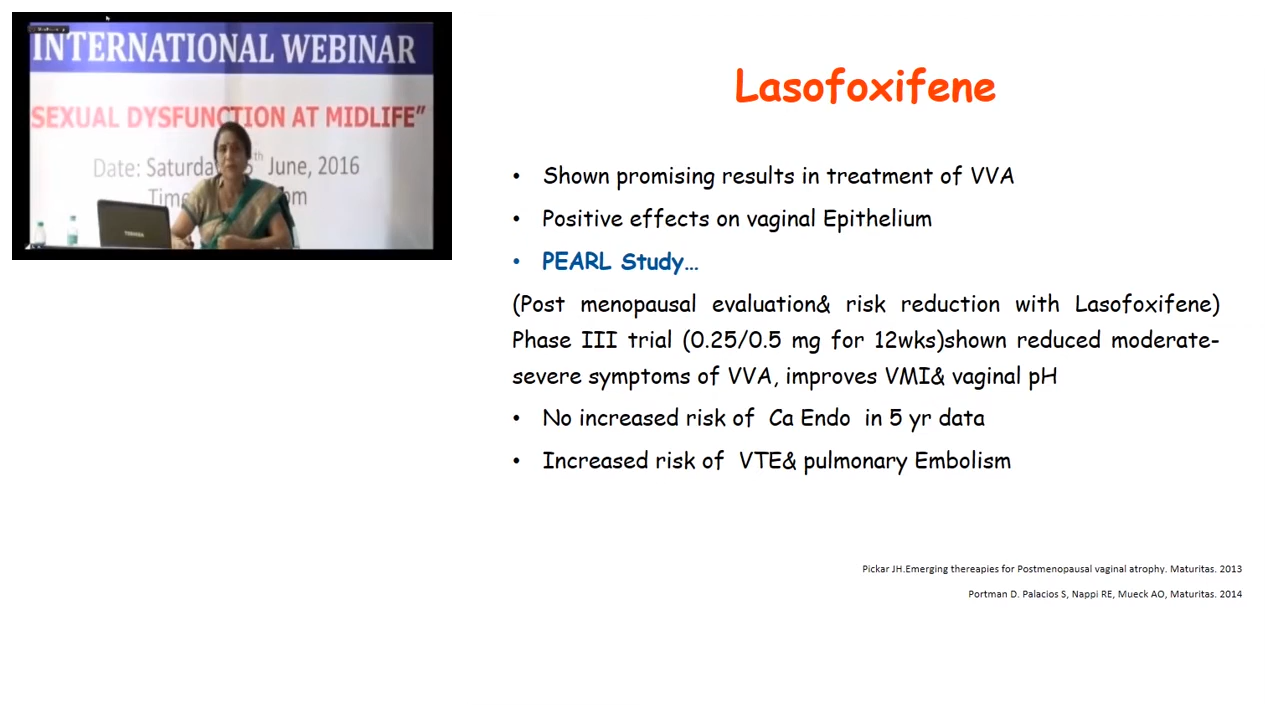 INTERNATIONAL WEBINAR
SEXUAL DYSFUNCTION AT MIDLIFE”
Date: Saturda th June, 2016
Time
TOSHIBA
Lasofoxifene
• Shown promising results in treatment of VVA
• Positive effects on vaginal Epithelium
• PEARL Study…
(Post menopausal evaluation& risk reduction with Lasofoxifene)
Phase III trial (0.25/0.5 mg for 12wks)shown reduced moderate-
severe symptoms of VVA, improves VMI& vaginal pH
• No increased risk of Ca Endo in 5 yr data
• Increased risk of VTE& pulmonary Embolism
Pickar JH.Emerging thereapies for Postmenopausal vaginal atrophy. Maturitas. 2013
Portman D. Palacios S, Nappi RE, Mueck AO, Maturitas. 2014